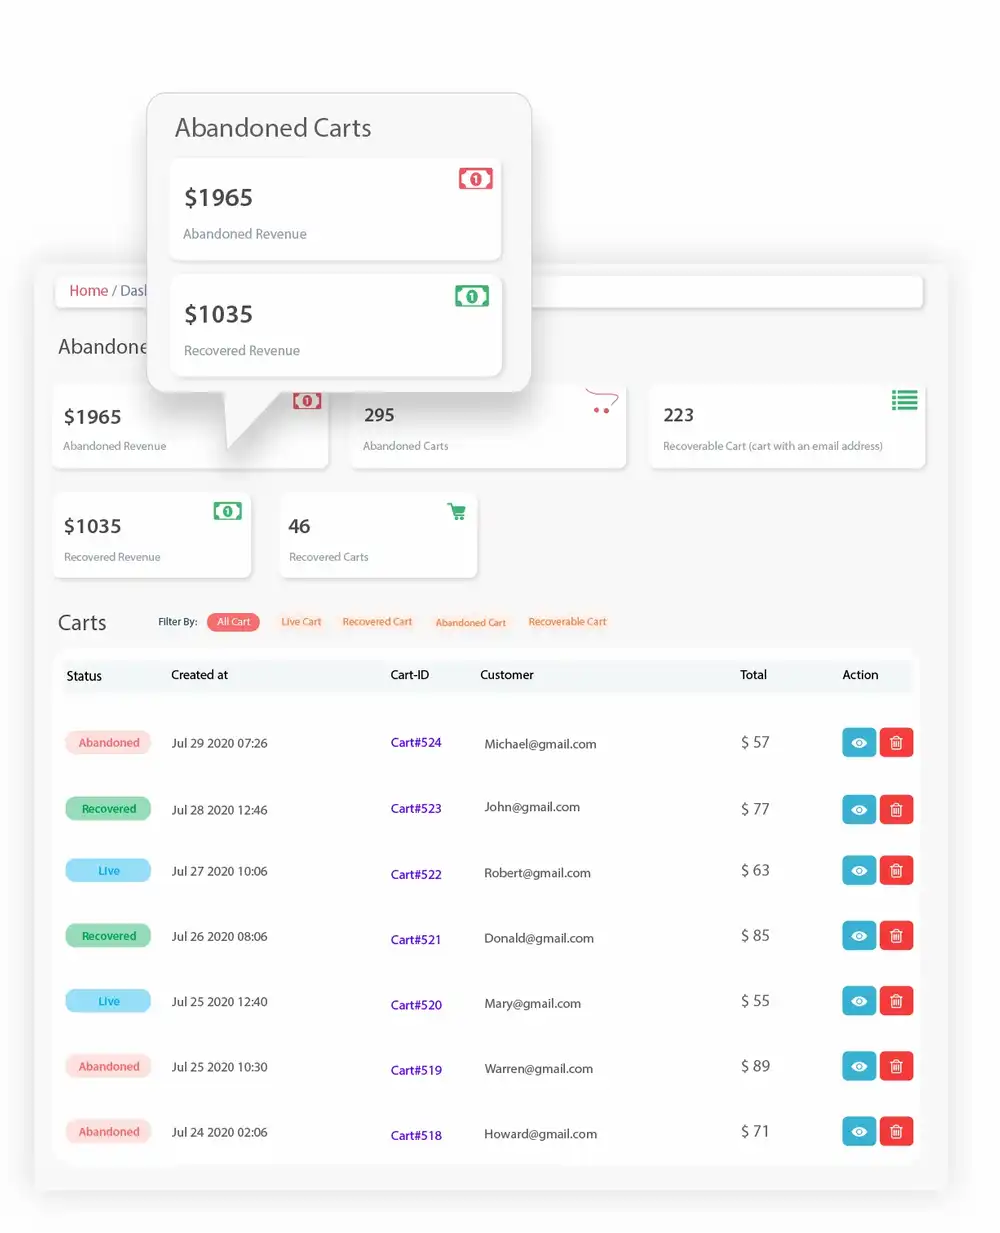 Abandoned Carts
$1965
Abandoned Revenue
$1035
Recovered Revenue
Home /
$1965
Abandoned Revenue
295
Abandoned Carts
223
Recoverable Cart (cart with an email address)
$1035
Recovered Revenue
46
Recovered Carts
Carts Filter By: All Cart Live Cart Recovered Cart Abandoned Cart Recoverable Cart
Status Created at Cart-ID Customer Total Action
Abandoned Jul 29 2020 07:26 Cart#524 Michael@gmail.com $ 57
Recovered Jul 28 2020 12:46 Cart#523 John@gmail.com $ 77
Live Jul 27 2020 10:06 Cart#522 Robert@gmail.com $ 63
Recovered Jul 26 2020 08:06 Cart#521 Donald@gmail.com $ 85
Live Jul 25 2020 12:40 Cart#520 Mary@gmail.com $ 55
Abandoned Jul 25 2020 10:30 Cart#519 Warren@gmail.com $ 89
Abandoned Jul 24 2020 02:06 Cart#518 Howard@gmail.com $ 71